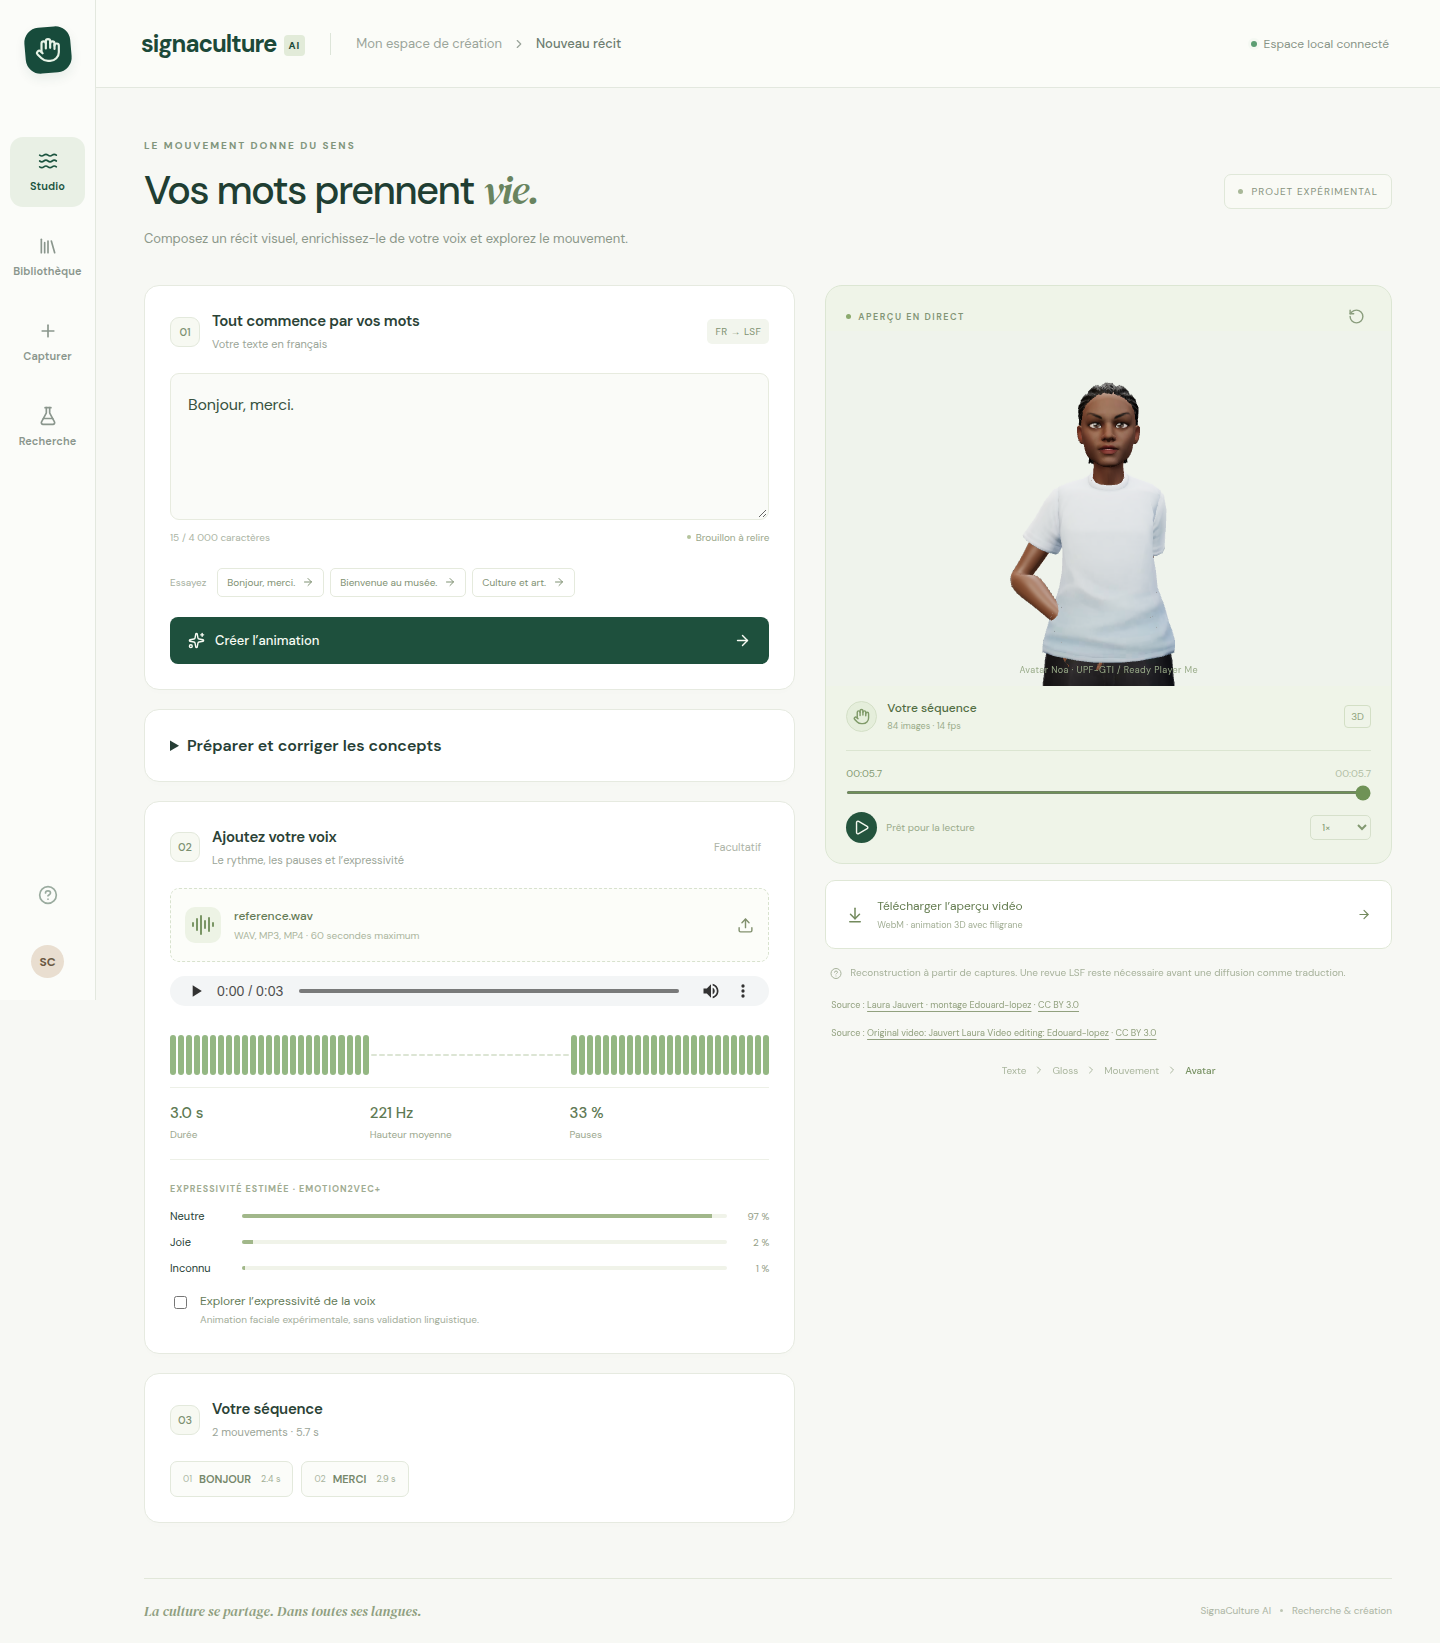 signaculture AI
Mon espace de création > Nouveau récit
Espace local connecté
Studio
Bibliothèque
Capturer
Recherche
SC
LE MOUVEMENT DONNE DU SENS
Vos mots prennent vie.
PROJET EXPÉRIMENTAL
Composez un récit visuel, enrichissez-le de votre voix et explorez le mouvement.
01
Tout commence par vos mots
Votre texte en français
FR → LSF
Bonjour, merci.
15 / 4 000 caractères
Brouillon à relire
Essayez
Bonjour, merci. →
Bienvenue au musée. →
Culture et art. →
Créer l’animation →
Préparer et corriger les concepts
02
Ajoutez votre voix
Le rythme, les pauses et l’expressivité
Facultatif
reference.wav
WAV, MP3, MP4 · 60 secondes maximum
0:00 / 0:03
3.0 s
Durée
221 Hz
Hauteur moyenne
33 %
Pauses
EXPRESSIVITÉ ESTIMÉE · EMOTION2VEC+
Neutre 97 %
Joie 2 %
Inconnu 1 %
Explorer l’expressivité de la voix
Animation faciale expérimentale, sans validation linguistique.
03
Votre séquence
2 mouvements · 5.7 s
01 BONJOUR 2.4 s
02 MERCI 2.9 s
APERÇU EN DIRECT
Avatar Noa · UPF-GTI / Ready Player Me
Votre séquence
84 images · 14 fps
3D
00:05.7
00:05.7
Prêt pour la lecture
1×
Télécharger l’aperçu vidéo
WebM · animation 3D avec filigrane
Reconstruction à partir de captures. Une revue LSF reste nécessaire avant une diffusion comme traduction.
Source : Laura Jauvert · montage Edouard-lopez · CC BY 3.0
Source : Original video: Jauvert Laura Video editing: Edouard-lopez · CC BY 3.0
Texte > Gloss > Mouvement > Avatar
La culture se partage. Dans toutes ses langues.
SignaCulture AI • Recherche & création